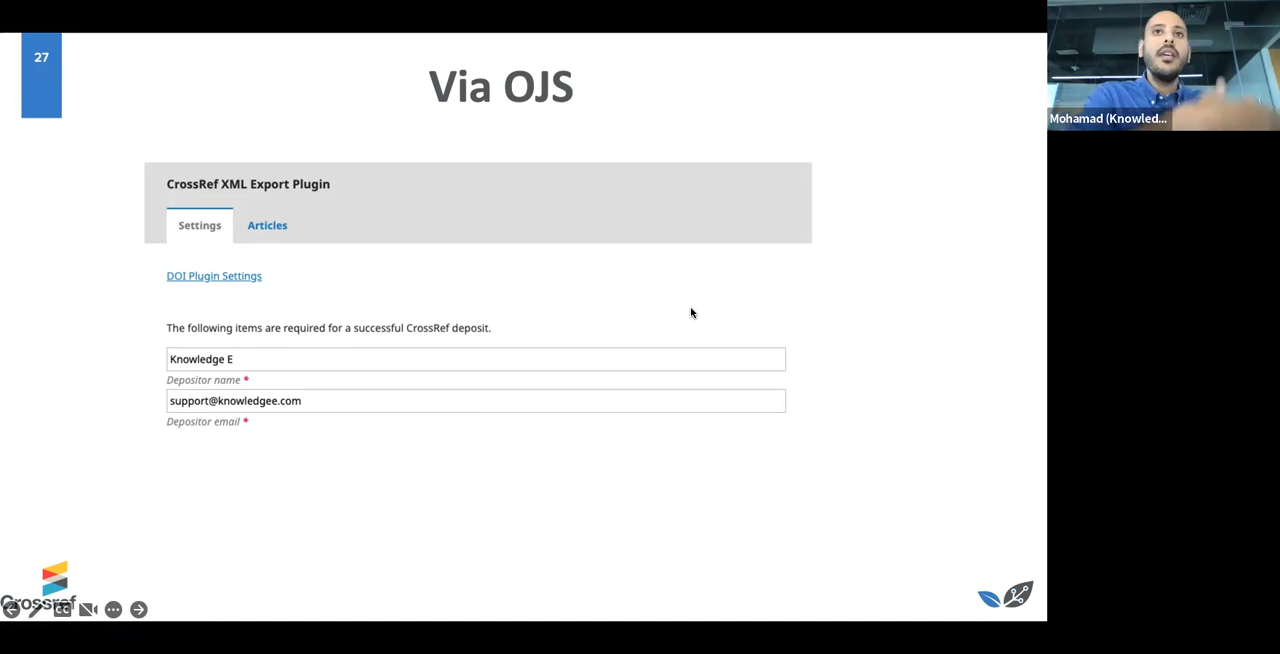 27
Via OJS
Mohamad (Knowled...
CrossRef XML Export Plugin
Settings
Articles
DOI Plugin Settings
The following items are required for a successful CrossRef deposit.
Knowledge E
Depositor name *
support@knowledgee.com
Depositor email *
Crossref
CC